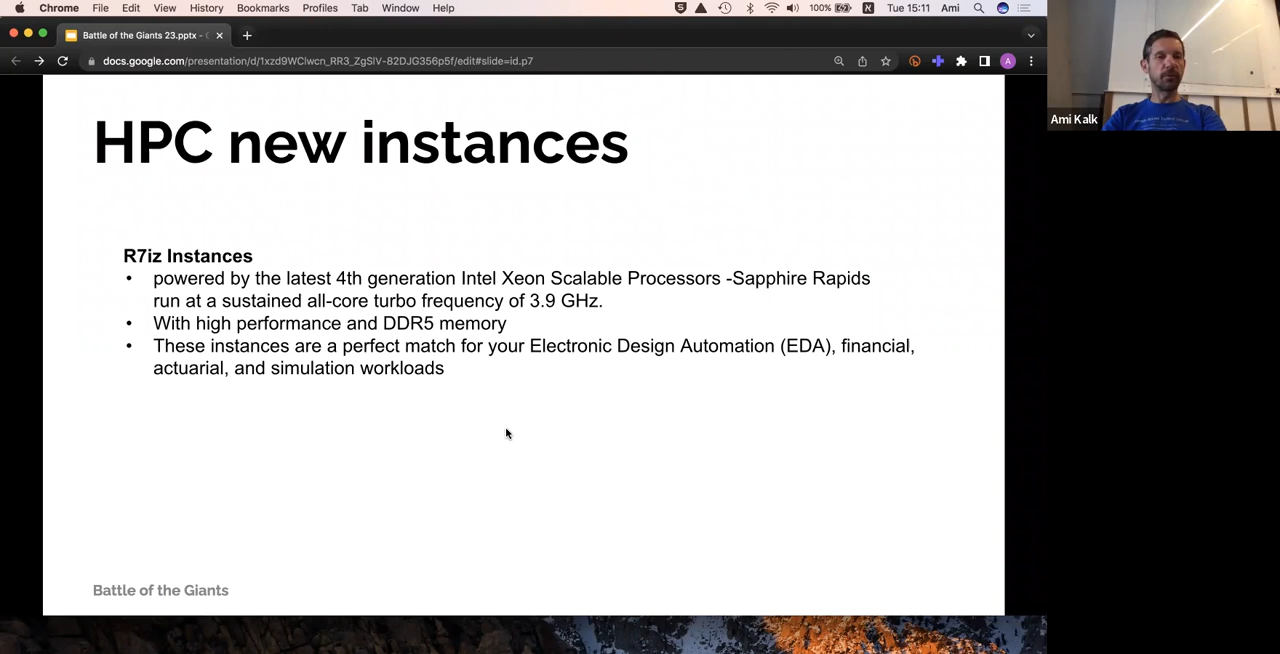 Chrome File Edit View History Bookmarks Profiles Tab Window Help 100% Tue 15:11 Ami
Battle of the Giants 23.pptx - G
docs.google.com/presentation/d/1xzd9WClwcn_RR3_ZgSlV-82DJG356p5f/edit#slide=id.p7
A
HPC new instances
R7iz Instances
• powered by the latest 4th generation Intel Xeon Scalable Processors -Sapphire Rapids
run at a sustained all-core turbo frequency of 3.9 GHz.
• With high performance and DDR5 memory
• These instances are a perfect match for your Electronic Design Automation (EDA), financial,
actuarial, and simulation workloads
Battle of the Giants
Ami Kalk